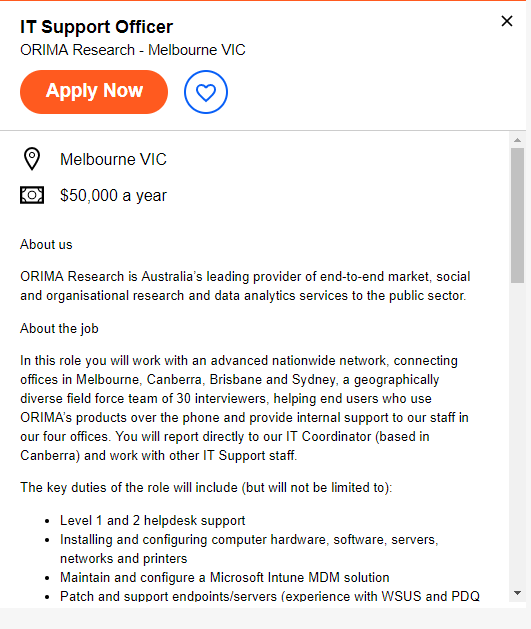 IT Support Officer
ORIMA Research - Melbourne VIC
Apply Now
Melbourne VIC
$50,000 a year
About us
ORIMA Research is Australia's leading provider of end-to-end market, social
and organisational research and data analytics services to the public sector.
About the job
In this role you will work with an advanced nationwide network, connecting
offices in Melbourne, Canberra, Brisbane and Sydney, a geographically
diverse field force team of 30 interviewers, helping end users who use
ORIMA's products over the phone and provide internal support to our staff in
our four offices. You will report directly to our IT Coordinator (based in
Canberra) and work with other IT Support staff.
The key duties of the role will include (but will not be limited to):
• Level 1 and 2 helpdesk support
• Installing and configuring computer hardware, software, servers,
networks and printers
• Maintain and configure a Microsoft Intune MDM solution
• Patch and support endpoints/servers (experience with WSUS and PDQ